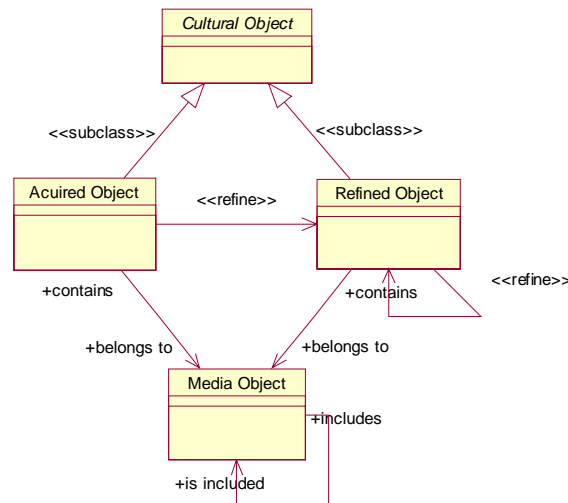 Cultural Object
<<subclass>>
<<subclass>>
Acuired Object
<<refine>>
Refined Object
+contains
+contains
<<refine>>
+belongs to
+belongs to
Media Object
+includes
+is included